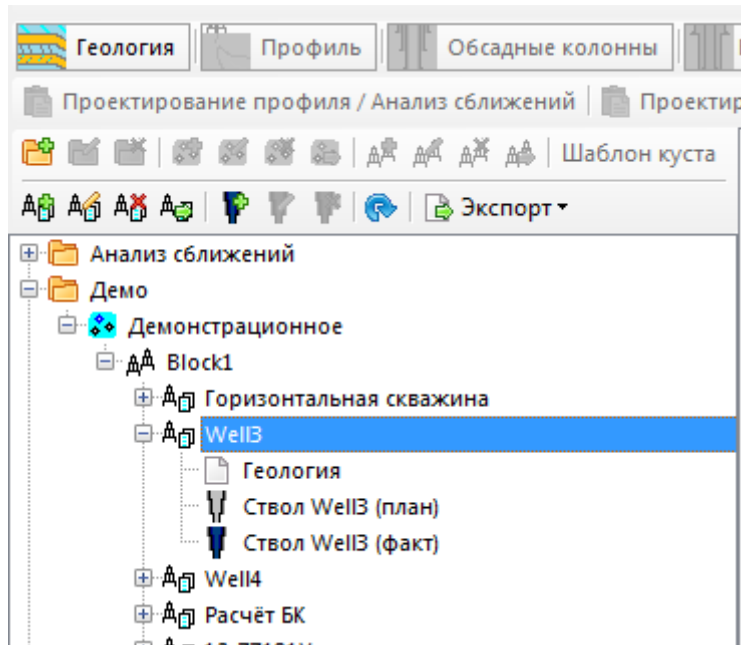 Геология Профиль Обсадные колонны
Проектирование профиля / Анализ сближений
Шаблон куста
Экспорт
Анализ сближений
Демо
Демонстрационное
Block1
Горизонтальная скважина
Well3
Геология
Ствол Well3 (план)
Ствол Well3 (факт)
Well4
Расчёт БК